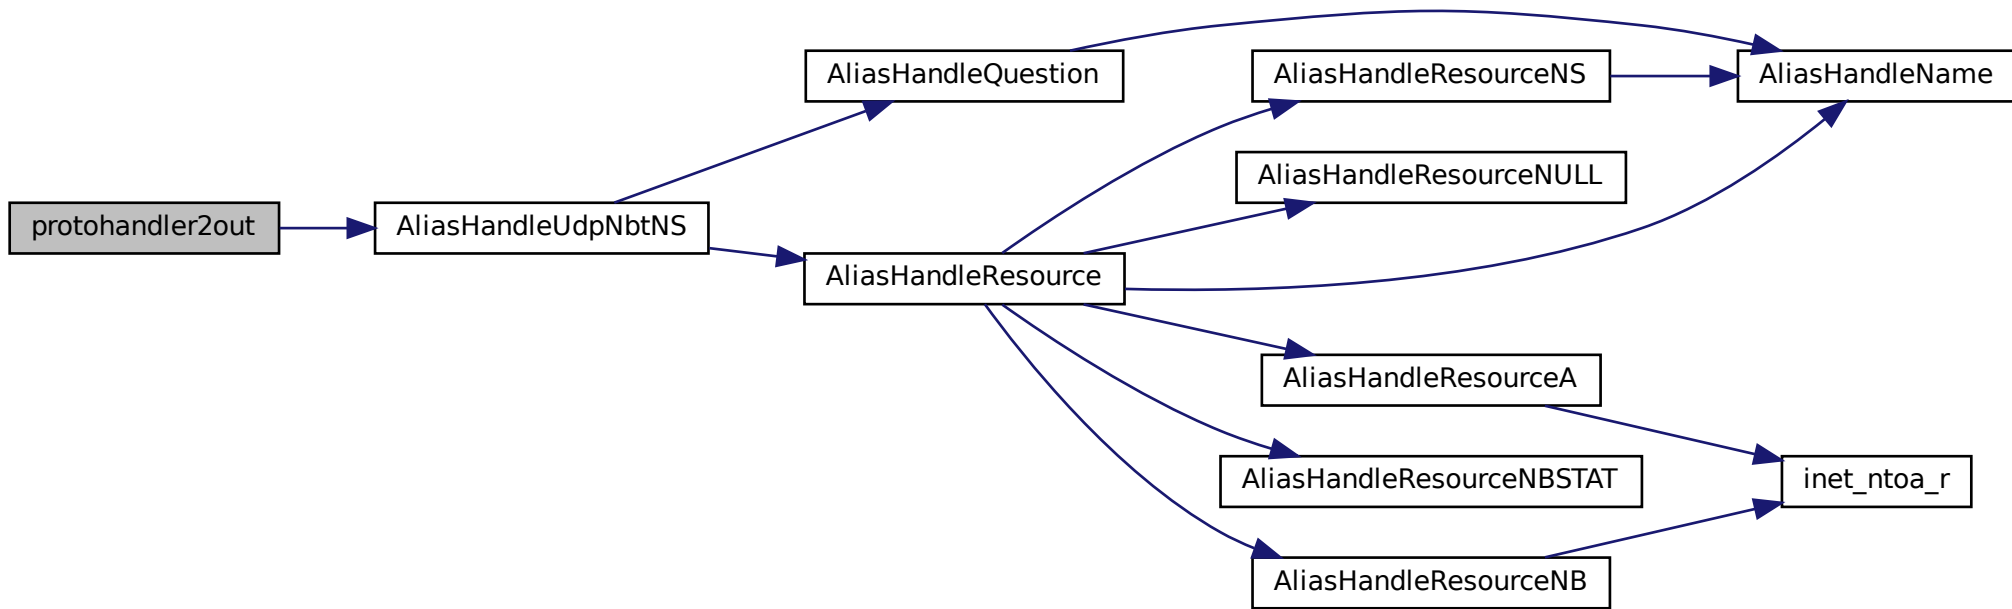 protohandler2out
AliasHandleUdpNbtNS
AliasHandleQuestion
AliasHandleResource
AliasHandleResourceNS
AliasHandleResourceNULL
AliasHandleResourceA
AliasHandleResourceNBSTAT
AliasHandleResourceNB
AliasHandleName
inet_ntoa_r